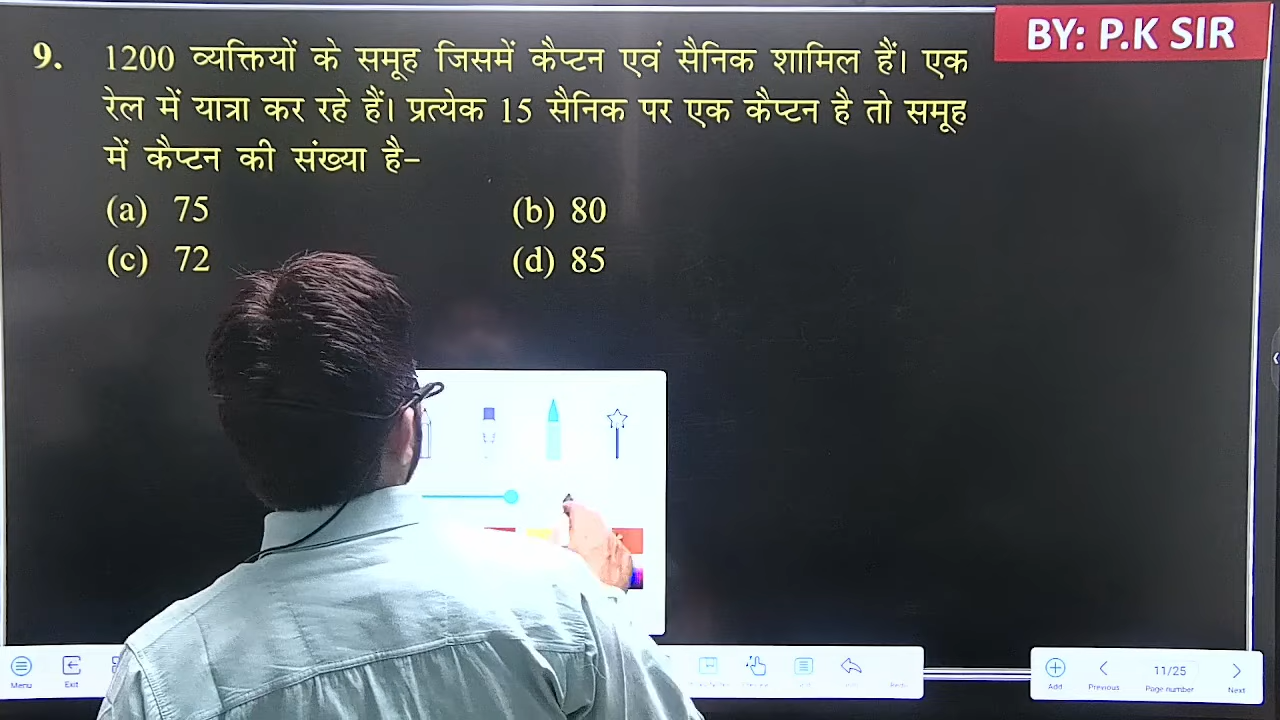 BY: P.K SIR
9. 1200 व्यक्तियों के समूह जिसमें कैप्टन एवं सैनिक शामिल हैं। एक
रेल में यात्रा कर रहे हैं। प्रत्येक 15 सैनिक पर एक कैप्टन है तो समूह
में कैप्टन की संख्या है-
(a) 75 (b) 80
(c) 72 (d) 85
Menu Exit
11/25
Add Previous Page number Next